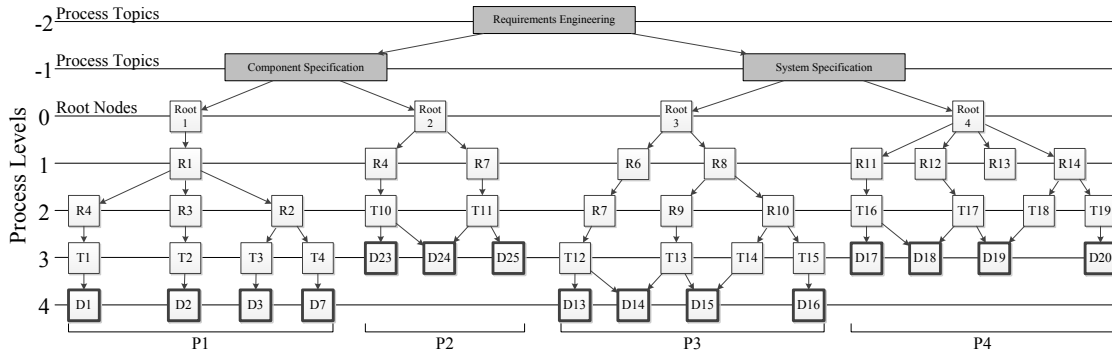 Process Topics
-2
Requirements Engineering
Process Topics
-1
Component Specification
System Specification
Root Nodes
0
Root 1
Root 2
Root 3
Root 4
Process Levels
1
R1
R4
R7
R6
R8
R11
R12
R13
R14
2
R4
R3
R2
T10
T11
R7
R9
R10
T16
T17
T18
T19
3
T1
T2
T3
T4
D23
D24
D25
T12
T13
T14
T15
D17
D18
D19
D20
4
D1
D2
D3
D7
D13
D14
D15
D16
P1
P2
P3
P4